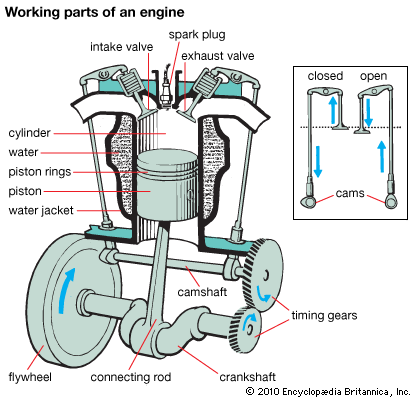 Working parts of an engine
spark plug
intake valve
exhaust valve
closed
open
cylinder
water
piston rings
piston
water jacket
cams
camshaft
timing gears
flywheel
connecting rod
crankshaft
© 2010 Encyclopædia Britannica, Inc.